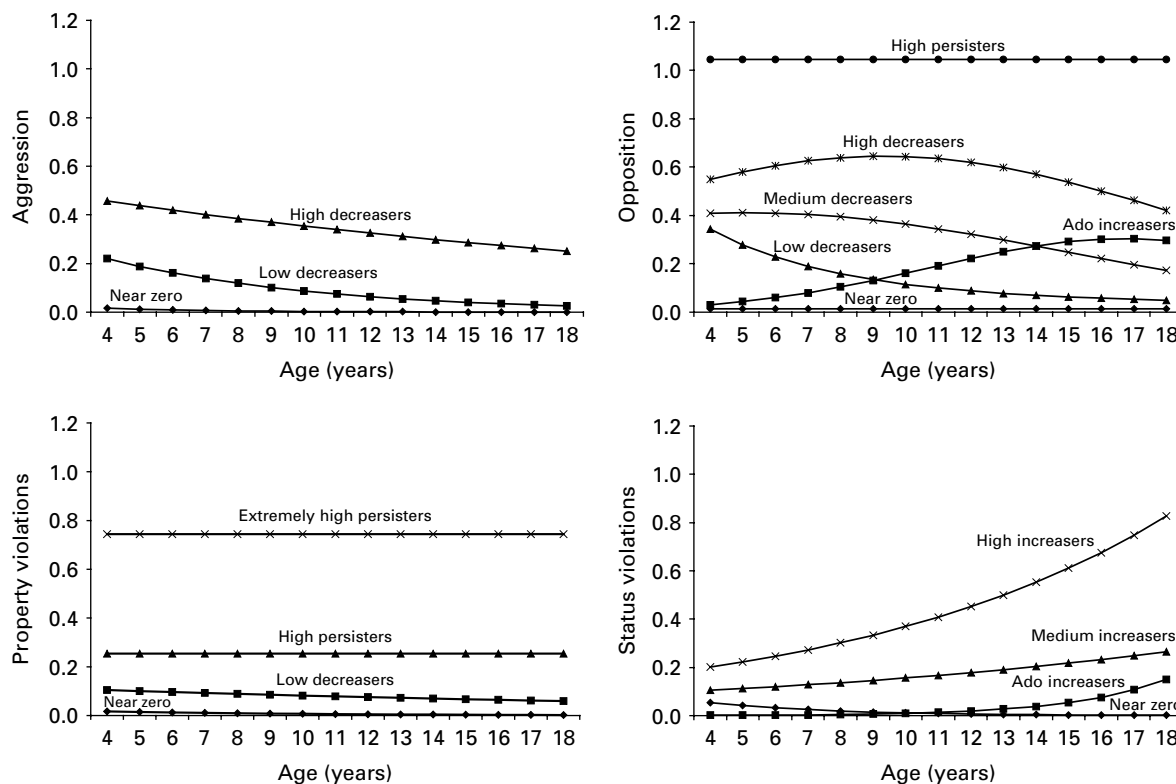 1.2
1.0
0.8
0.6
0.4
0.2
0.0
Aggression
High decreasers
Low decreasers
Near zero
4 5 6 7 8 9 10 11 12 13 14 15 16 17 18
Age (years)
1.2
1.0
0.8
0.6
0.4
0.2
0.0
Opposition
High persisters
High decreasers
Medium decreasers
Ado increasers
Low decreasers
Near zero
4 5 6 7 8 9 10 11 12 13 14 15 16 17 18
Age (years)
1.2
1.0
0.8
0.6
0.4
0.2
0.0
Property violations
Extremely high persisters
High persisters
Low decreasers
Near zero
4 5 6 7 8 9 10 11 12 13 14 15 16 17 18
Age (years)
1.2
1.0
0.8
0.6
0.4
0.2
0.0
Status violations
High increasers
Medium increasers
Ado increasers
Near zero
4 5 6 7 8 9 10 11 12 13 14 15 16 17 18
Age (years)